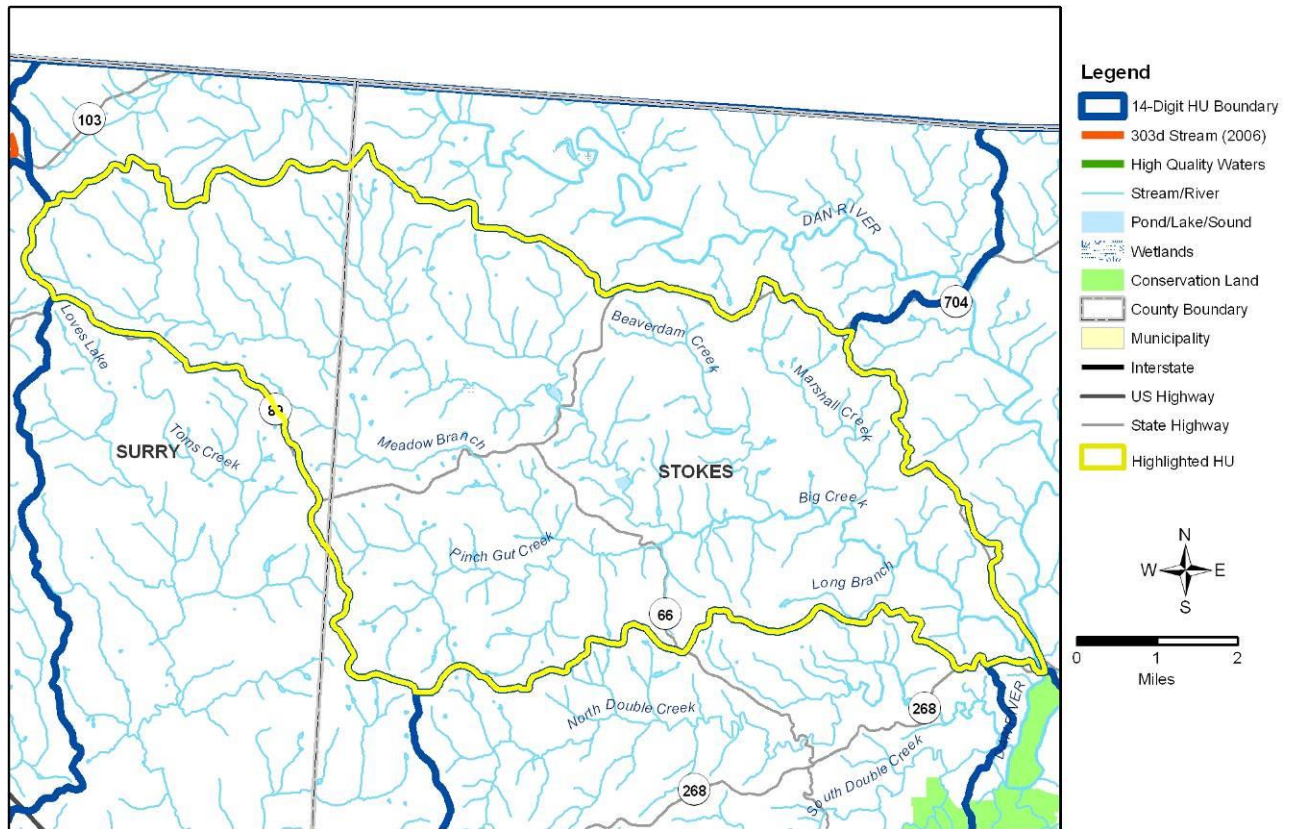 103
DAN RIVER
704
Loves Lake
Beaverdam Creek
Marshall Creek
89
Meadow Branch
Toms Creek
SURRY
STOKES
Big Creek
Pinch Gut Creek
Long Branch
66
North Double Creek
268
DAN RIVER
South Double Creek
268
Legend
14-Digit HU Boundary
303d Stream (2006)
High Quality Waters
Stream/River
Pond/Lake/Sound
Wetlands
Conservation Land
County Boundary
Municipality
Interstate
US Highway
State Highway
Highlighted HU
N
W E
S
0 1 2
Miles